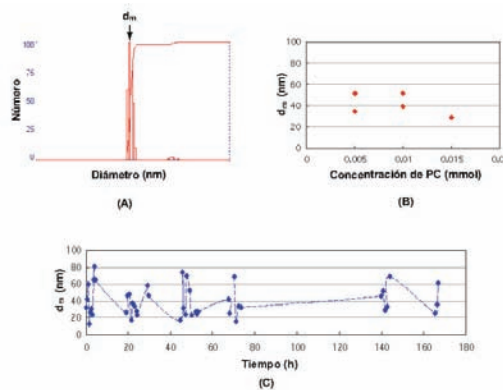 dm
100
75
50
25
0
Número
Diámetro (nm)
(A)
100
80
60
40
20
0
dm (nm)
0 0,005 0,01 0,015 0,0
Concentración de PC (mmol)
(B)
100
80
60
40
20
0
dm (nm)
0 20 40 60 80 100 120 140 160 180
Tiempo (h)
(C)